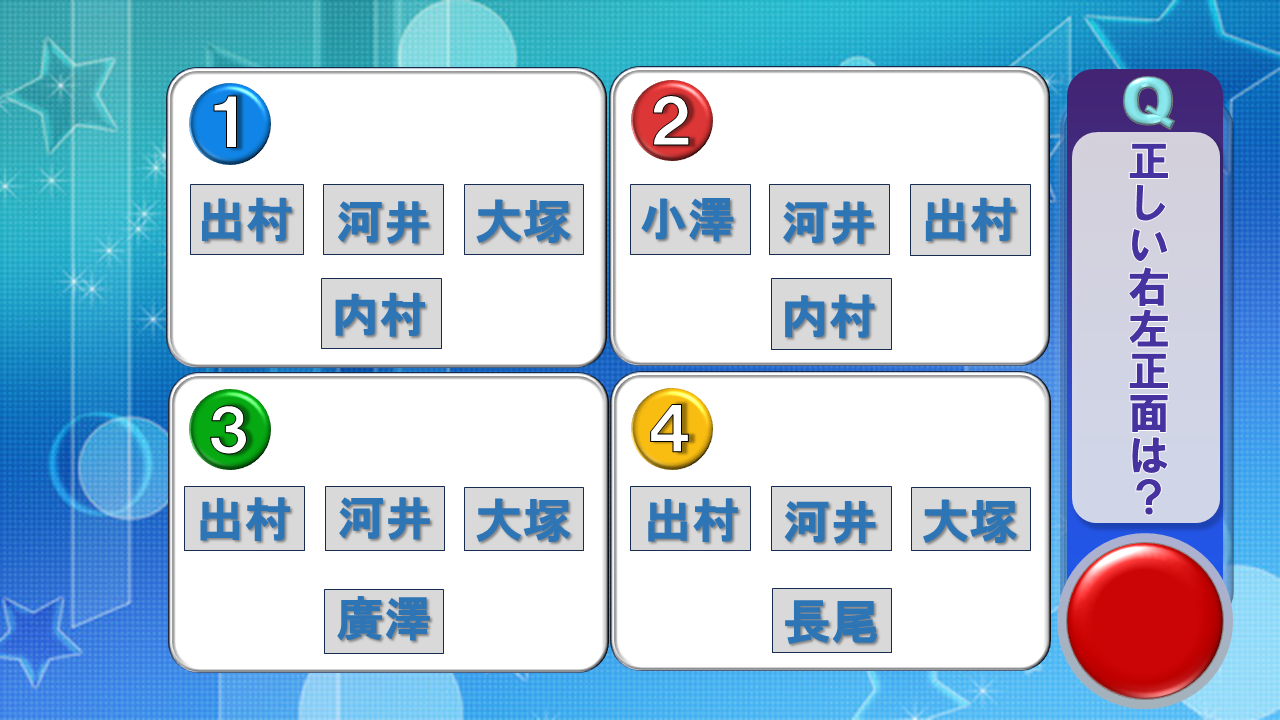 Q
正しい右左正面は？
1
出村 河井 大塚
内村
2
小澤 河井 出村
内村
3
出村 河井 大塚
廣澤
4
出村 河井 大塚
長尾